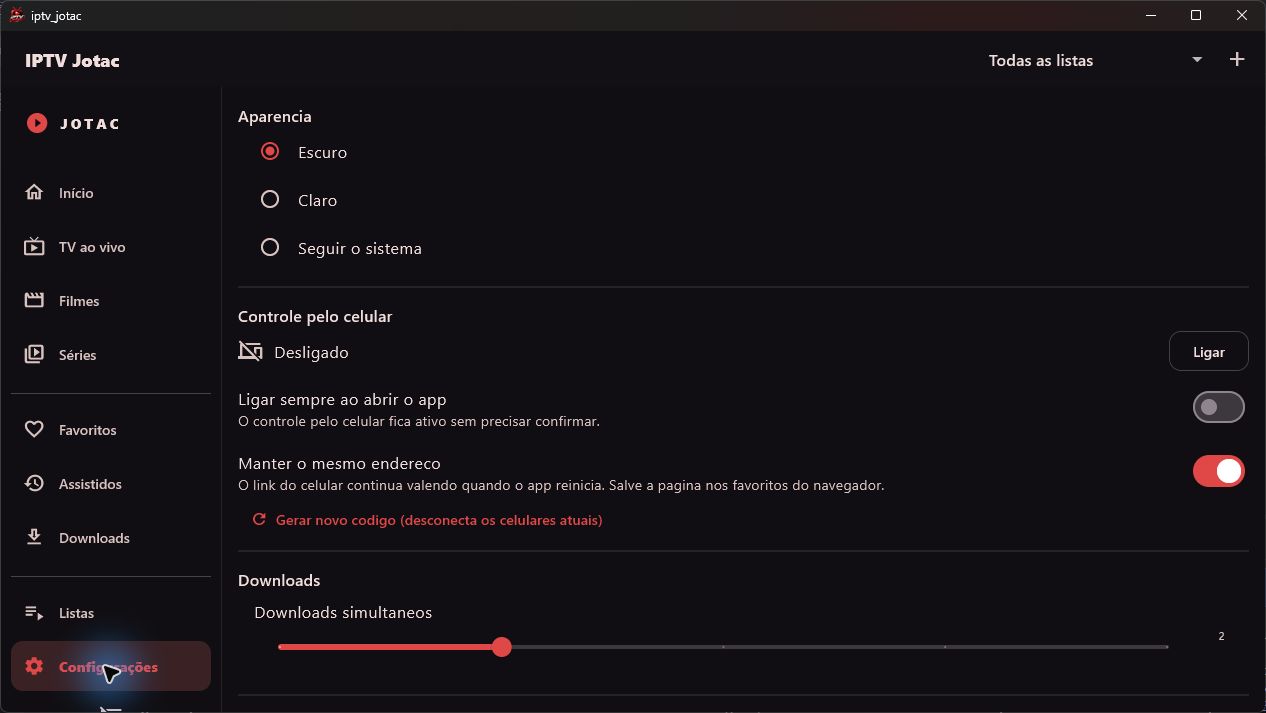 iptv_jotac
IPTV Jotac
Todas as listas
JOTAC
Início
TV ao vivo
Filmes
Séries
Favoritos
Assistidos
Downloads
Listas
Configurações
Aparencia
Escuro
Claro
Seguir o sistema
Controle pelo celular
Desligado
Ligar
Ligar sempre ao abrir o app
O controle pelo celular fica ativo sem precisar confirmar.
Manter o mesmo endereco
O link do celular continua valendo quando o app reinicia. Salve a pagina nos favoritos do navegador.
Gerar novo codigo (desconecta os celulares atuais)
Downloads
Downloads simultaneos
2